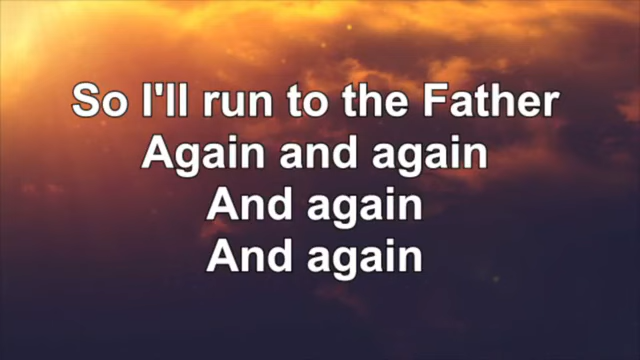 So I'll run to the Father
Again and again
And again
And again